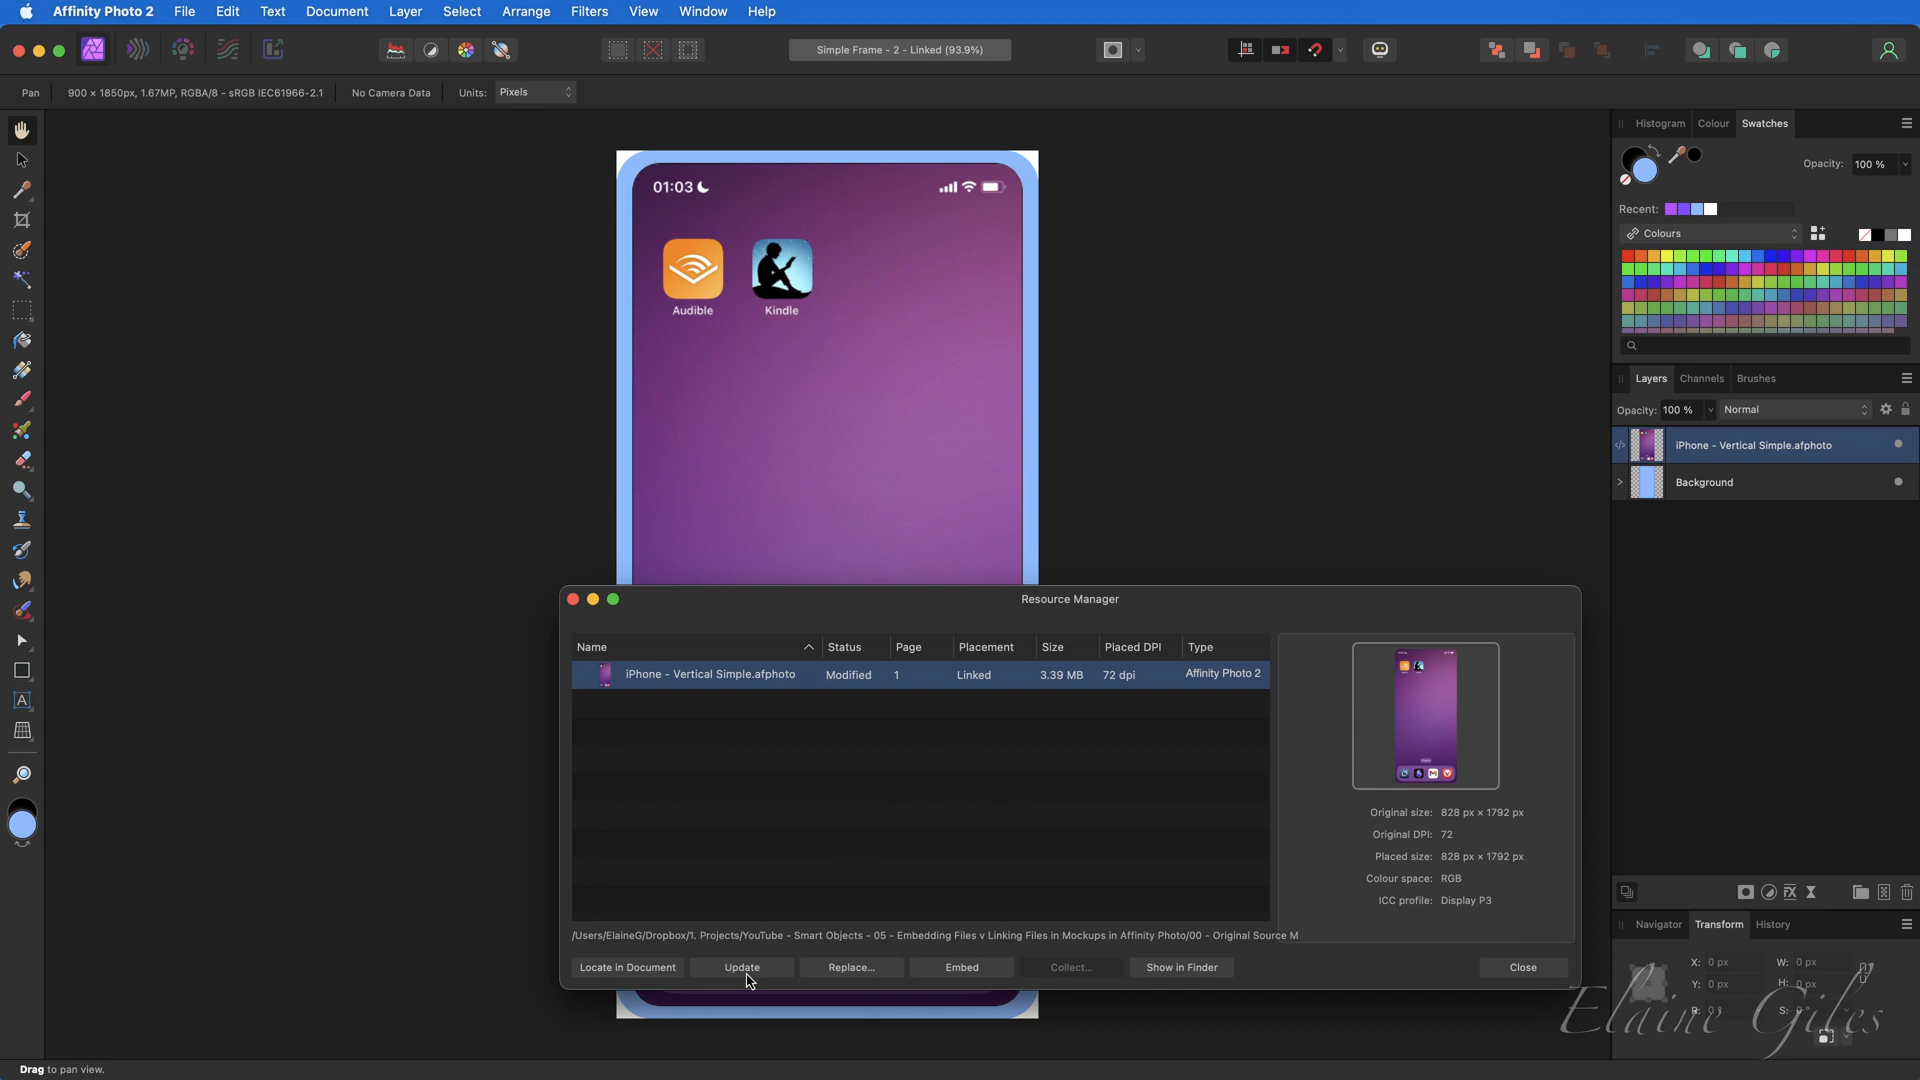 Affinity Photo 2 File Edit Text Document Layer Select Arrange Filters View Window Help
Simple Frame - 2 - Linked (93.9%)
Pan 900 × 1850px, 1.67MP, RGBA/8 - sRGB IEC61966-2.1 No Camera Data Units: Pixels
Histogram Colour Swatches
Opacity: 100 %
Recent:
Colours
01:03
Audible Kindle
Layers Channels Brushes
Opacity: 100 % Normal
iPhone - Vertical Simple.afphoto
Background
Resource Manager
Name Status Page Placement Size Placed DPI Type
iPhone - Vertical Simple.afphoto Modified 1 Linked 3.39 MB 72 dpi Affinity Photo 2
Original size: 828 px × 1792 px
Original DPI: 72
Placed size: 828 px × 1792 px
Colour space: RGB
ICC profile: Display P3
/Users/ElaineG/Dropbox/1. Projects/YouTube - Smart Objects - 05 - Embedding Files v Linking Files in Mockups in Affinity Photo/00 - Original Source M
Locate in Document Update Replace... Embed Collect... Show in Finder Close
Navigator Transform History
X: 0 px W: 0 px
Y: 0 px H: 0 px
R: 0 ° S: 0 °
Elaine Giles
Drag to pan view.